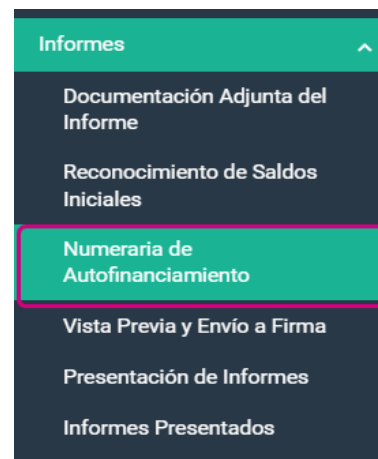 Informes
Documentación Adjunta del
Informe
Reconocimiento de Saldos
Iniciales
Numeraria de
Autofinanciamiento
Vista Previa y Envío a Firma
Presentación de Informes
Informes Presentados